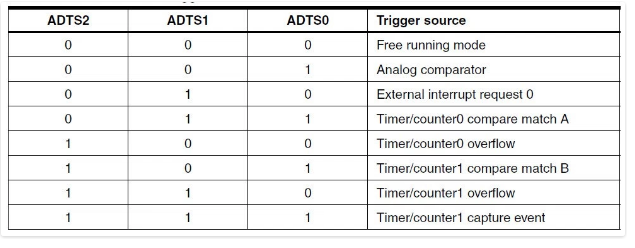 ADTS2 ADTS1 ADTS0 Trigger source
0 0 0 Free running mode
0 0 1 Analog comparator
0 1 0 External interrupt request 0
0 1 1 Timer/counter0 compare match A
1 0 0 Timer/counter0 overflow
1 0 1 Timer/counter1 compare match B
1 1 0 Timer/counter1 overflow
1 1 1 Timer/counter1 capture event